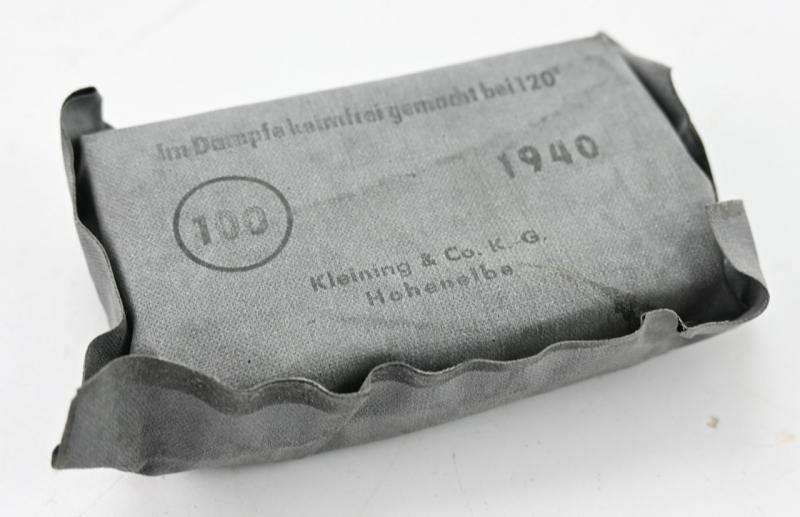 Im Dampfe keimfrei gemacht bei 120°
1940
100
Kleining & Co. K. G.
Hohenelbe